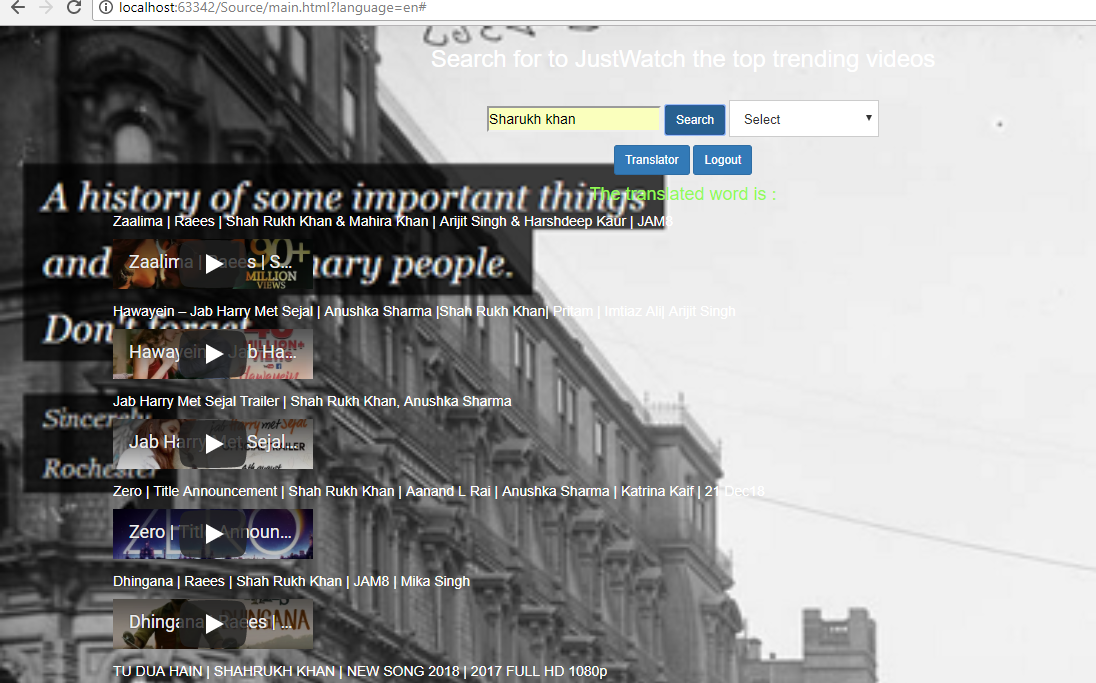 localhost:63342/Source/main.html?language=en#
Search for to JustWatch the top trending videos
Sharukh khan Search Select
Translator Logout
A history of some important things
The translated word is :
Zaalima | Raees | Shah Rukh Khan & Mahira Khan | Arijit Singh & Harshdeep Kaur | JAM8
90+
Zaalima | Raees | S...
MILLION
VIEWS
and people.
Hawayein – Jab Harry Met Sejal | Anushka Sharma |Shah Rukh Khan| Pritam | Imtiaz Ali| Arijit Singh
Don't forget
Hawayein Jab Ha...
Hawayein
Jab Harry Met Sejal Trailer | Shah Rukh Khan, Anushka Sharma
Sincerely
Jab Harry Met Sejal...
Rochester
Zero | Title Announcement | Shah Rukh Khan | Aanand L Rai | Anushka Sharma | Katrina Kaif | 21 Dec18
Zero | Title Announ...
Dhingana | Raees | Shah Rukh Khan | JAM8 | Mika Singh
DHINGANA
Dhingana | Raees | ...
TU DUA HAIN | SHAHRUKH KHAN | NEW SONG 2018 | 2017 FULL HD 1080p